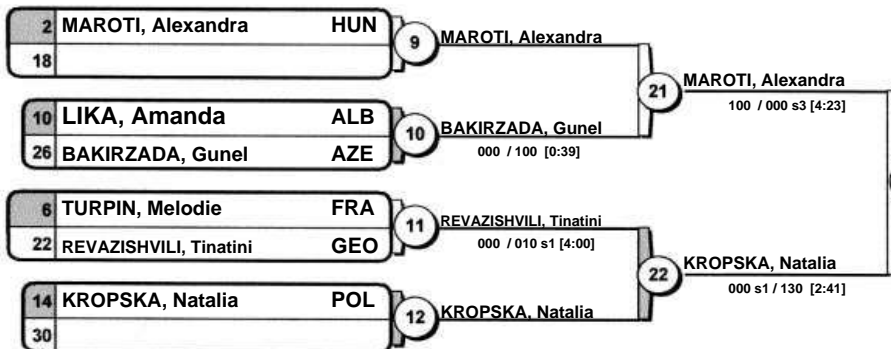 2 MAROTI, Alexandra HUN
18
9
MAROTI, Alexandra
10 LIKA, Amanda ALB
26 BAKIRZADA, Gunel AZE
10
BAKIRZADA, Gunel
000 / 100 [0:39]
21
MAROTI, Alexandra
100 / 000 s3 [4:23]
6 TURPIN, Melodie FRA
22 REVAZISHVILI, Tinatini GEO
11
REVAZISHVILI, Tinatini
000 / 010 s1 [4:00]
14 KROPSKA, Natalia POL
30
12
KROPSKA, Natalia
22
KROPSKA, Natalia
000 s1 / 130 [2:41]